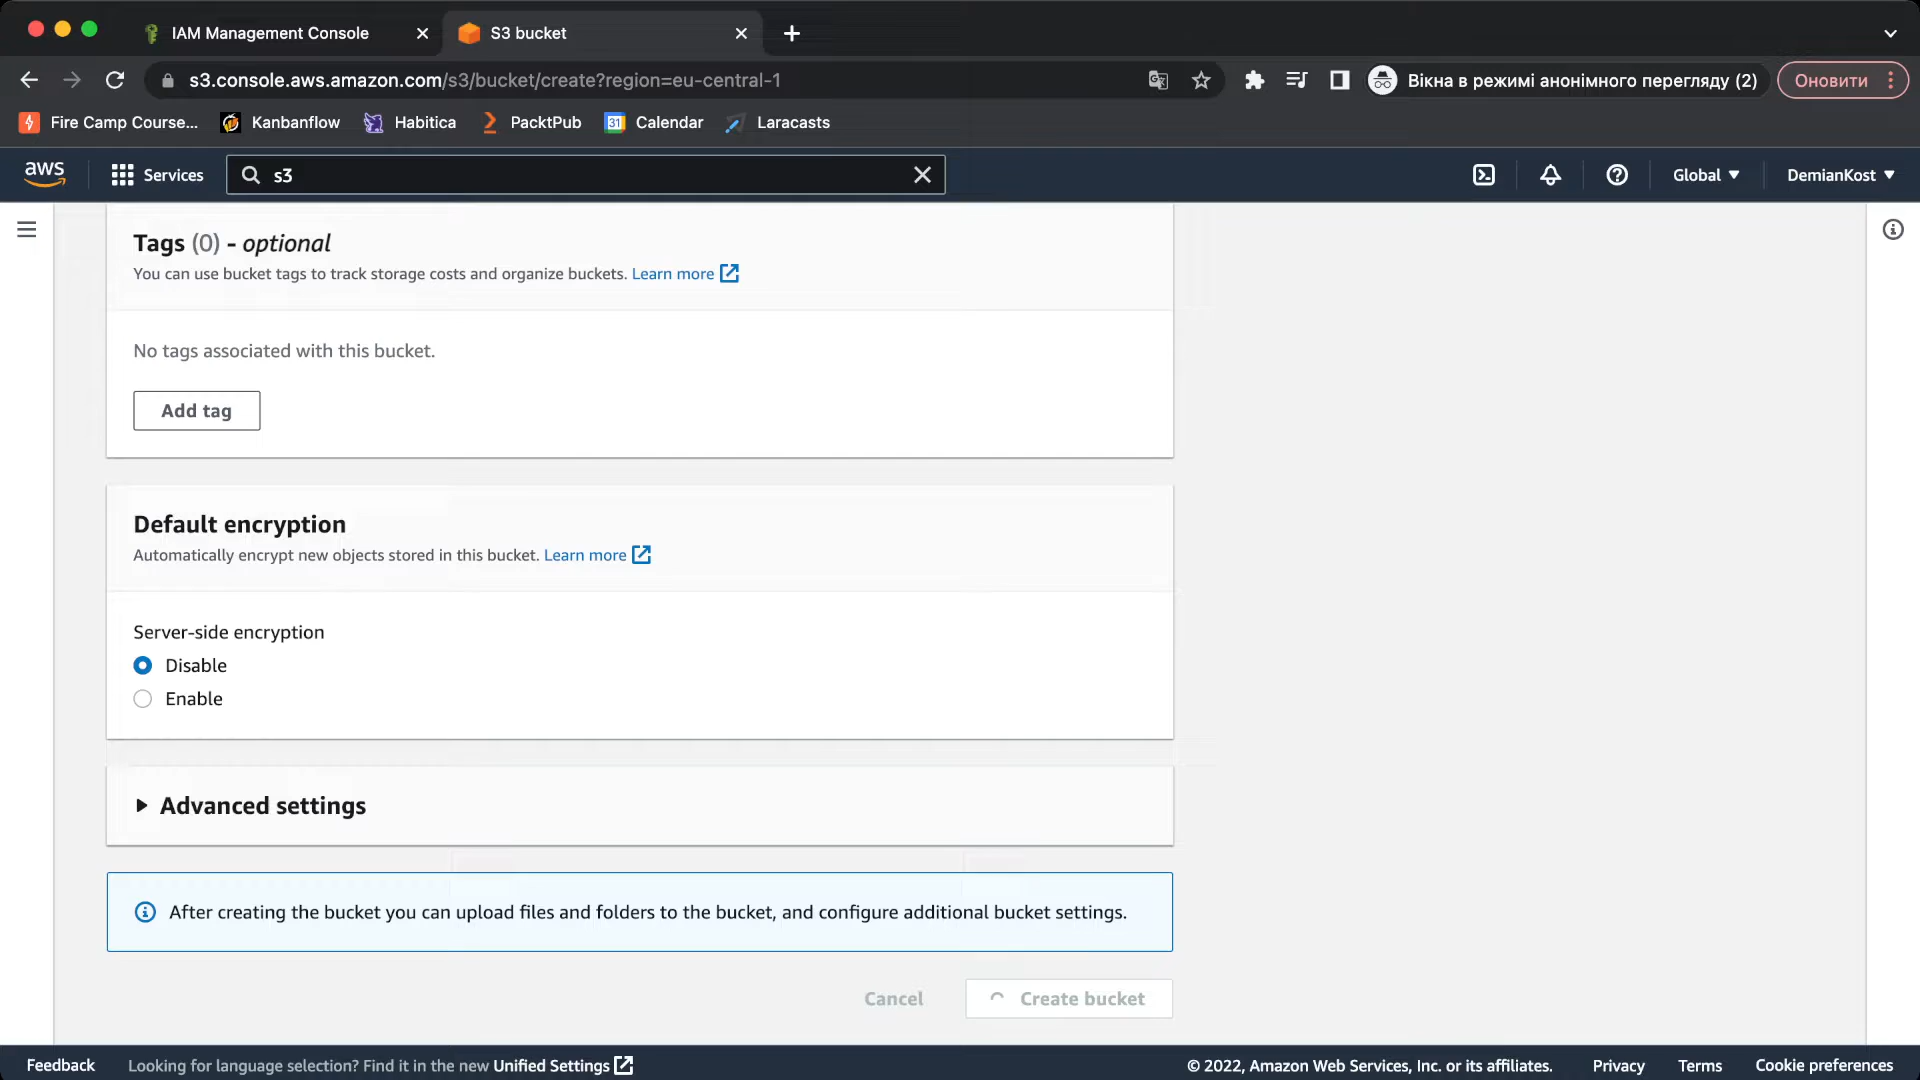 IAM Management Console
S3 bucket
s3.console.aws.amazon.com/s3/bucket/create?region=eu-central-1
Вікна в режимі анонімного перегляду (2)
Оновити
Fire Camp Course...
Kanbanflow
Habitica
PacktPub
31
Calendar
Laracasts
aws
Services
s3
Global
DemianKost
Tags (0) - optional
You can use bucket tags to track storage costs and organize buckets. Learn more
No tags associated with this bucket.
Add tag
Default encryption
Automatically encrypt new objects stored in this bucket. Learn more
Server-side encryption
Disable
Enable
Advanced settings
After creating the bucket you can upload files and folders to the bucket, and configure additional bucket settings.
Cancel
Create bucket
Feedback
Looking for language selection? Find it in the new Unified Settings
© 2022, Amazon Web Services, Inc. or its affiliates.
Privacy
Terms
Cookie preferences